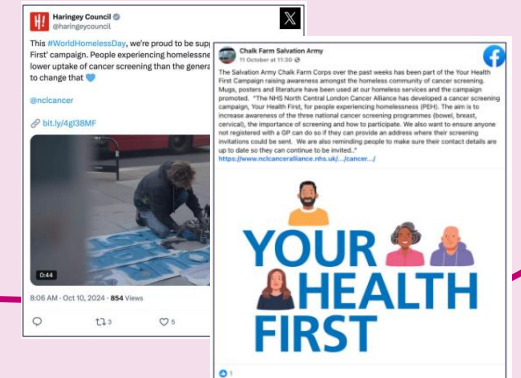 Haringey Council
@haringeycouncil
This #WorldHomelessDay, we're proud to be
First' campaign. People experiencing
lower uptake of cancer screening than the
to change that 💙
@nclcancer
bit.ly/4gl38MF
0:44
8:06 AM · Oct 10, 2024 · 854 Views
3
5
Chalk Farm Salvation Army
11 October at 11:30
The Salvation Army Chalk Farm Corps over the past weeks has been part of the Your Health
First Campaign raising awareness amongst the homeless community of cancer screening.
Mugs, posters and literature have been used at our homeless services and the campaign
promoted. "The NHS North Central London Cancer Alliance has developed a cancer screening
campaign, Your Health First, for people experiencing homelessness (PEH). The aim is to
increase awareness of the three national cancer screening programmes (bowel, breast,
cervical), the importance of screening and how to participate. We also want to ensure anyone
not registered with a GP can do so if they can provide an address where their screening
invitations could be sent. We are also reminding people to make sure their contact details are
up to date so they can continue to be invited.."
https://www.nclcanceralliance.nhs.uk/.../cancer.../
YOUR
HEALTH
FIRST
1